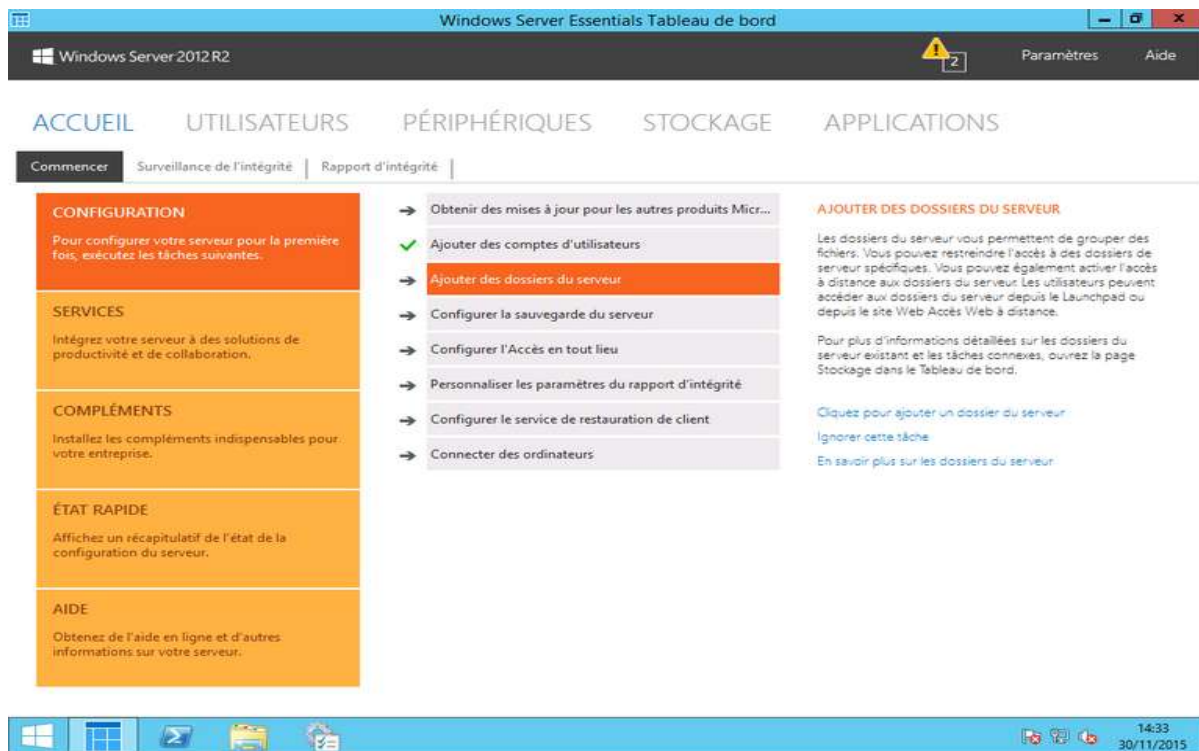 Windows Server Essentials Tableau de bord
Windows Server 2012 R2
2
Paramètres
Aide
ACCUEIL
UTILISATEURS
PÉRIPHÉRIQUES
STOCKAGE
APPLICATIONS
Commencer
Surveillance de l'intégrité
Rapport d'intégrité
CONFIGURATION
Pour configurer votre serveur pour la première
fois, exécutez les tâches suivantes.
SERVICES
Intégrez votre serveur à des solutions de
productivité et de collaboration.
COMPLÉMENTS
Installez les compléments indispensables pour
votre entreprise.
ÉTAT RAPIDE
Affichez un récapitulatif de l'état de la
configuration du serveur.
AIDE
Obtenez de l'aide en ligne et d'autres
informations sur votre serveur.
Obtenir des mises à jour pour les autres produits Micr...
Ajouter des comptes d'utilisateurs
Ajouter des dossiers du serveur
Configurer la sauvegarde du serveur
Configurer l'Accès en tout lieu
Personnaliser les paramètres du rapport d'intégrité
Configurer le service de restauration de client
Connecter des ordinateurs
AJOUTER DES DOSSIERS DU SERVEUR
Les dossiers du serveur vous permettent de grouper des
fichiers. Vous pouvez restreindre l'accès à des dossiers de
serveur spécifiques. Vous pouvez également activer l'accès
à distance aux dossiers du serveur. Les utilisateurs peuvent
accéder aux dossiers du serveur depuis le Launchpad ou
depuis le site Web Accès Web à distance.
Pour plus d'informations détaillées sur les dossiers du
serveur existant et les tâches connexes, ouvrez la page
Stockage dans le Tableau de bord.
Cliquez pour ajouter un dossier du serveur
Ignorer cette tâche
En savoir plus sur les dossiers du serveur
14:33
30/11/2015